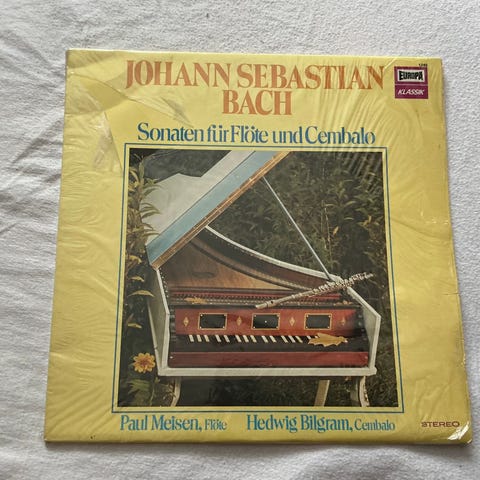 JOHANN SEBASTIAN
BACH
EUROPA
KLASSIK
Sonaten für Flöte und Cembalo
Paul Meisen, Flöte Hedwig Bilgram, Cembalo
STEREO